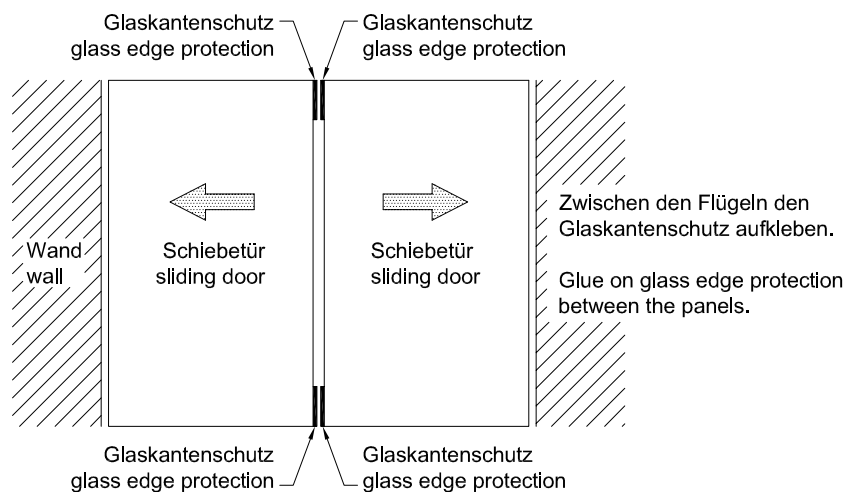 Glaskantenschutz
glass edge protection
Glaskantenschutz
glass edge protection
Wand
wall
Schiebetür
sliding door
Schiebetür
sliding door
Zwischen den Flügeln den
Glaskantenschutz aufkleben.
Glue on glass edge protection
between the panels.
Glaskantenschutz
glass edge protection
Glaskantenschutz
glass edge protection